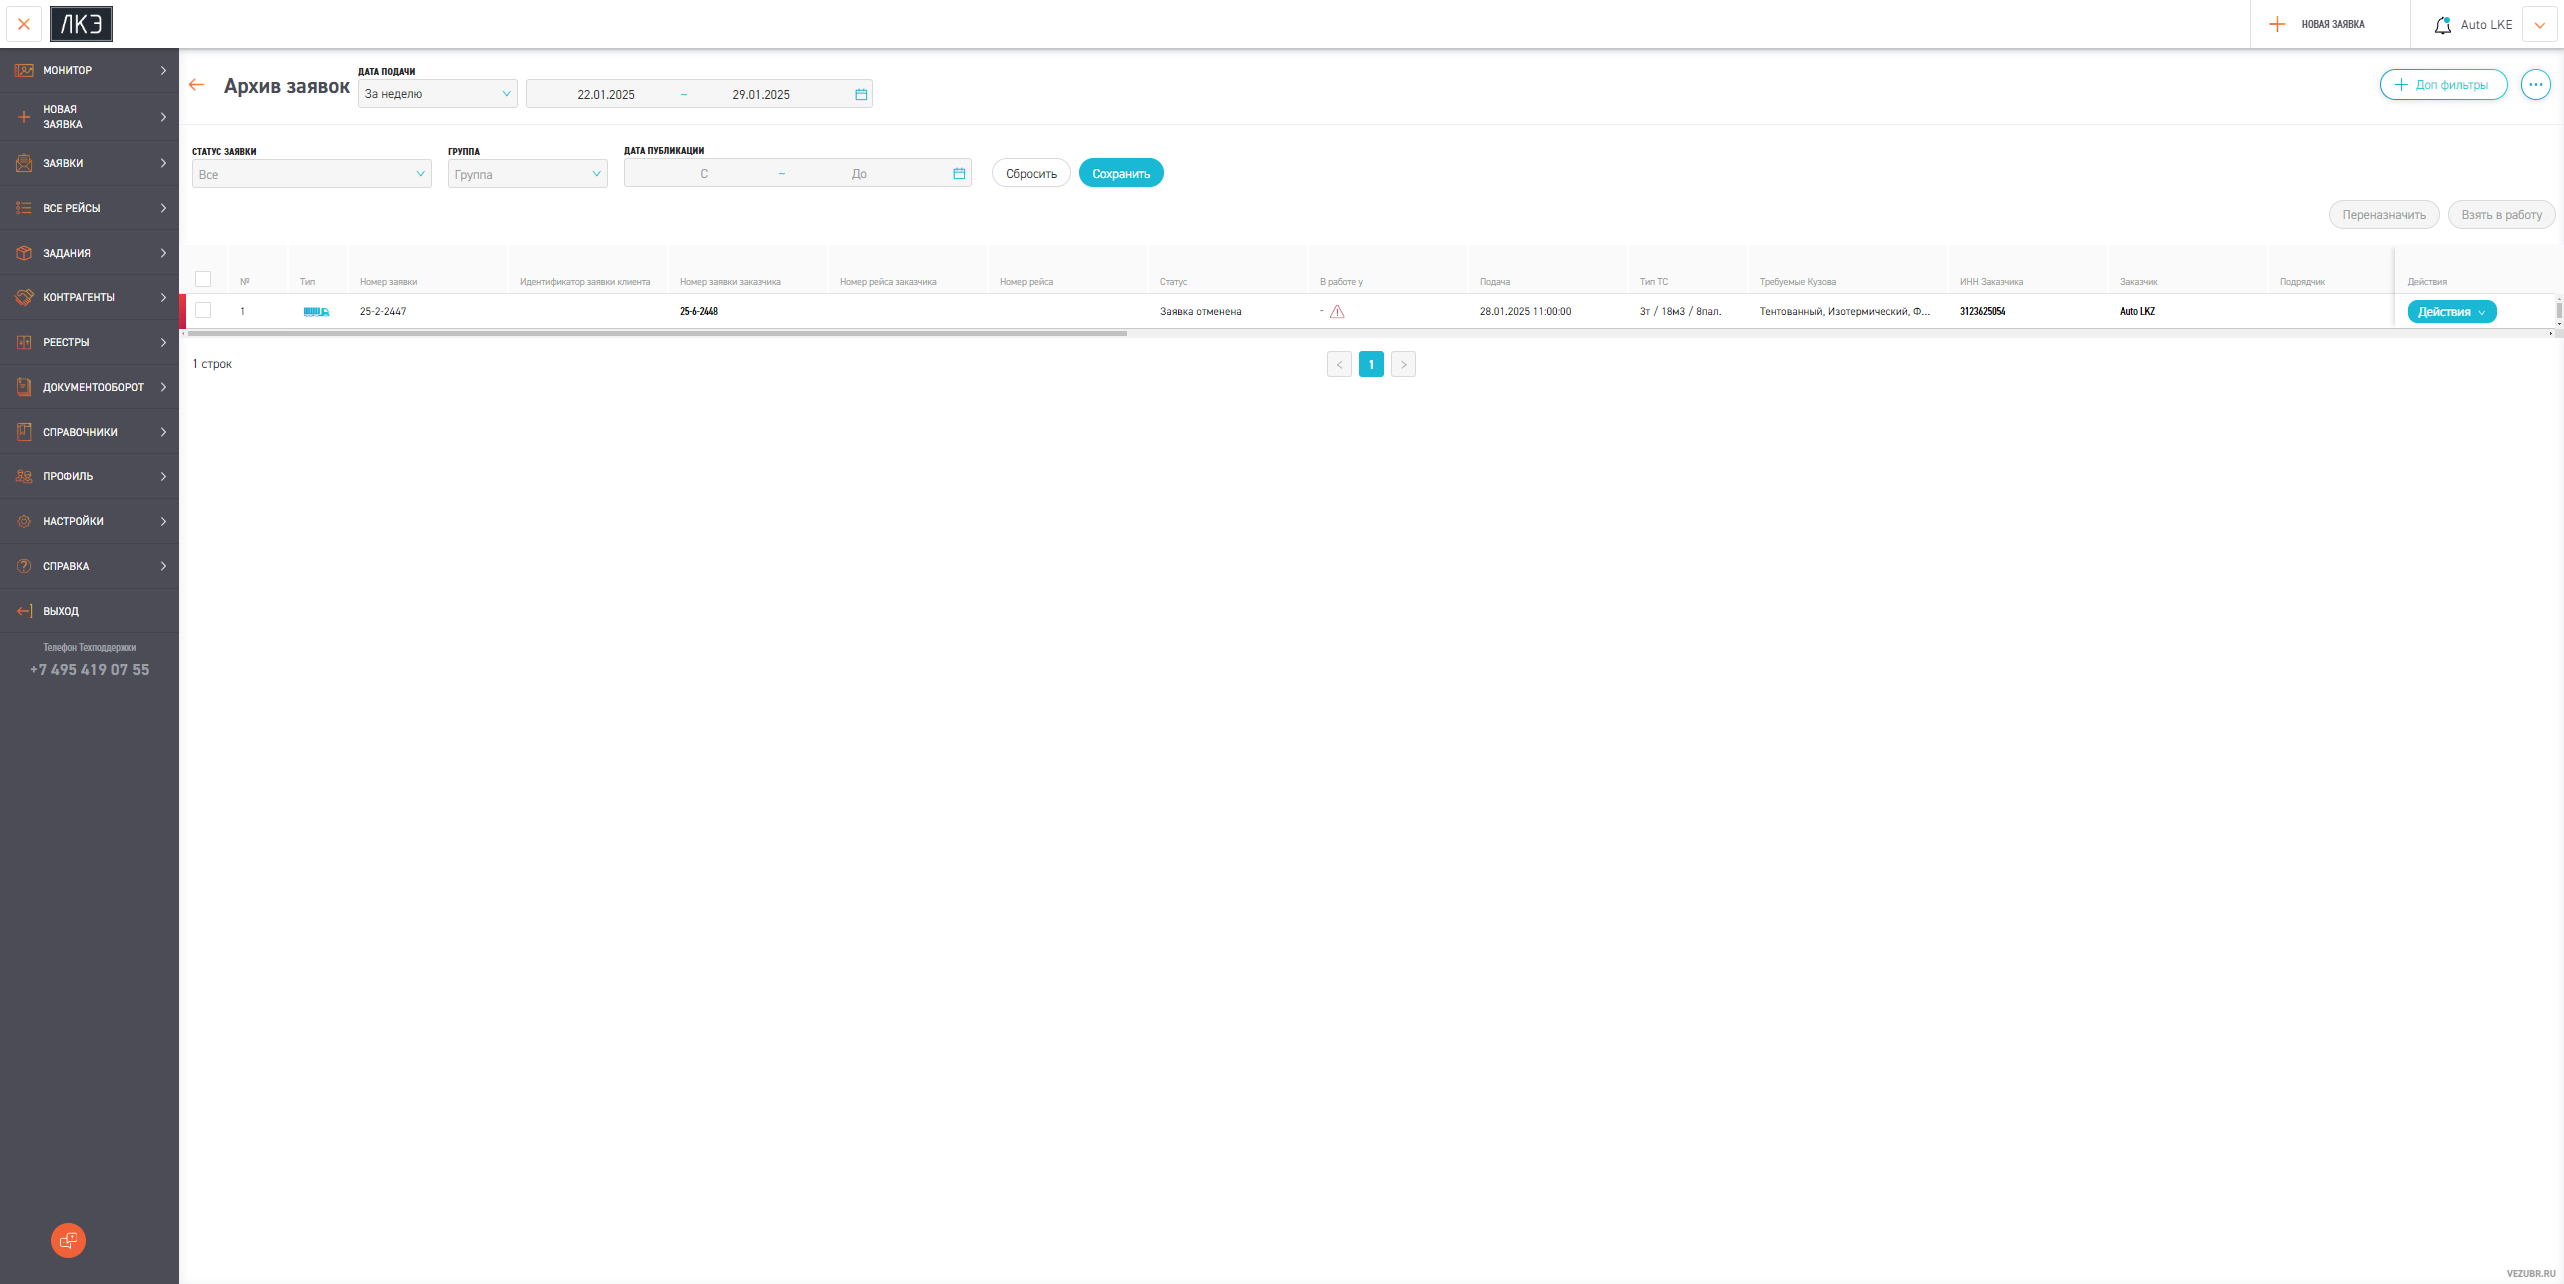 ЛКЭ
НОВАЯ ЗАЯВКА
Auto LKE
МОНИТОР
НОВАЯ
ЗАЯВКА
ЗАЯВКИ
ВСЕ РЕЙСЫ
ЗАДАНИЯ
КОНТРАГЕНТЫ
РЕЕСТРЫ
ДОКУМЕНТООБОРОТ
СПРАВОЧНИКИ
ПРОФИЛЬ
НАСТРОЙКИ
СПРАВКА
ВЫХОД
Телефон Техподдержки
+7 495 419 07 55
Архив заявок
ДАТА ПОДАЧИ
За неделю
22.01.2025 ~ 29.01.2025
Доп фильтры
СТАТУС ЗАЯВКИ
Все
ГРУППА
Группа
ДАТА ПУБЛИКАЦИИ
С ~ До
Сбросить
Сохранить
Переназначить
Взять в работу
№ Тип Номер заявки Идентификатор заявки клиента Номер заявки заказчика Номер рейса заказчика Номер рейса Статус В работе у Подача Тип ТС Требуемые Кузова ИНН Заказчика Заказчик Подрядчик Действия
1 25-2-2447 25-6-2448 Заявка отменена - 28.01.2025 11:00:00 3т / 18м3 / 8пал. Тентованный, Изотермический, Ф... 3123625054 Auto LKZ Действия
1 строк
< 1 >
VEZUBR.RU